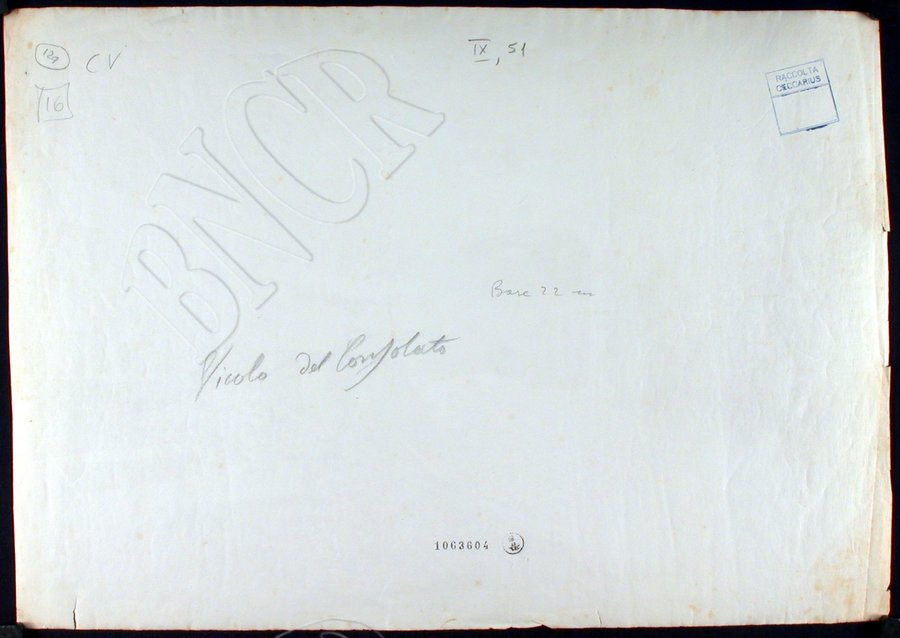 127
CV
IX, 51
16
RACCOLTA
CECCARIUS
BNCR
Base 22 cm
Vicolo del Consolato
1063604